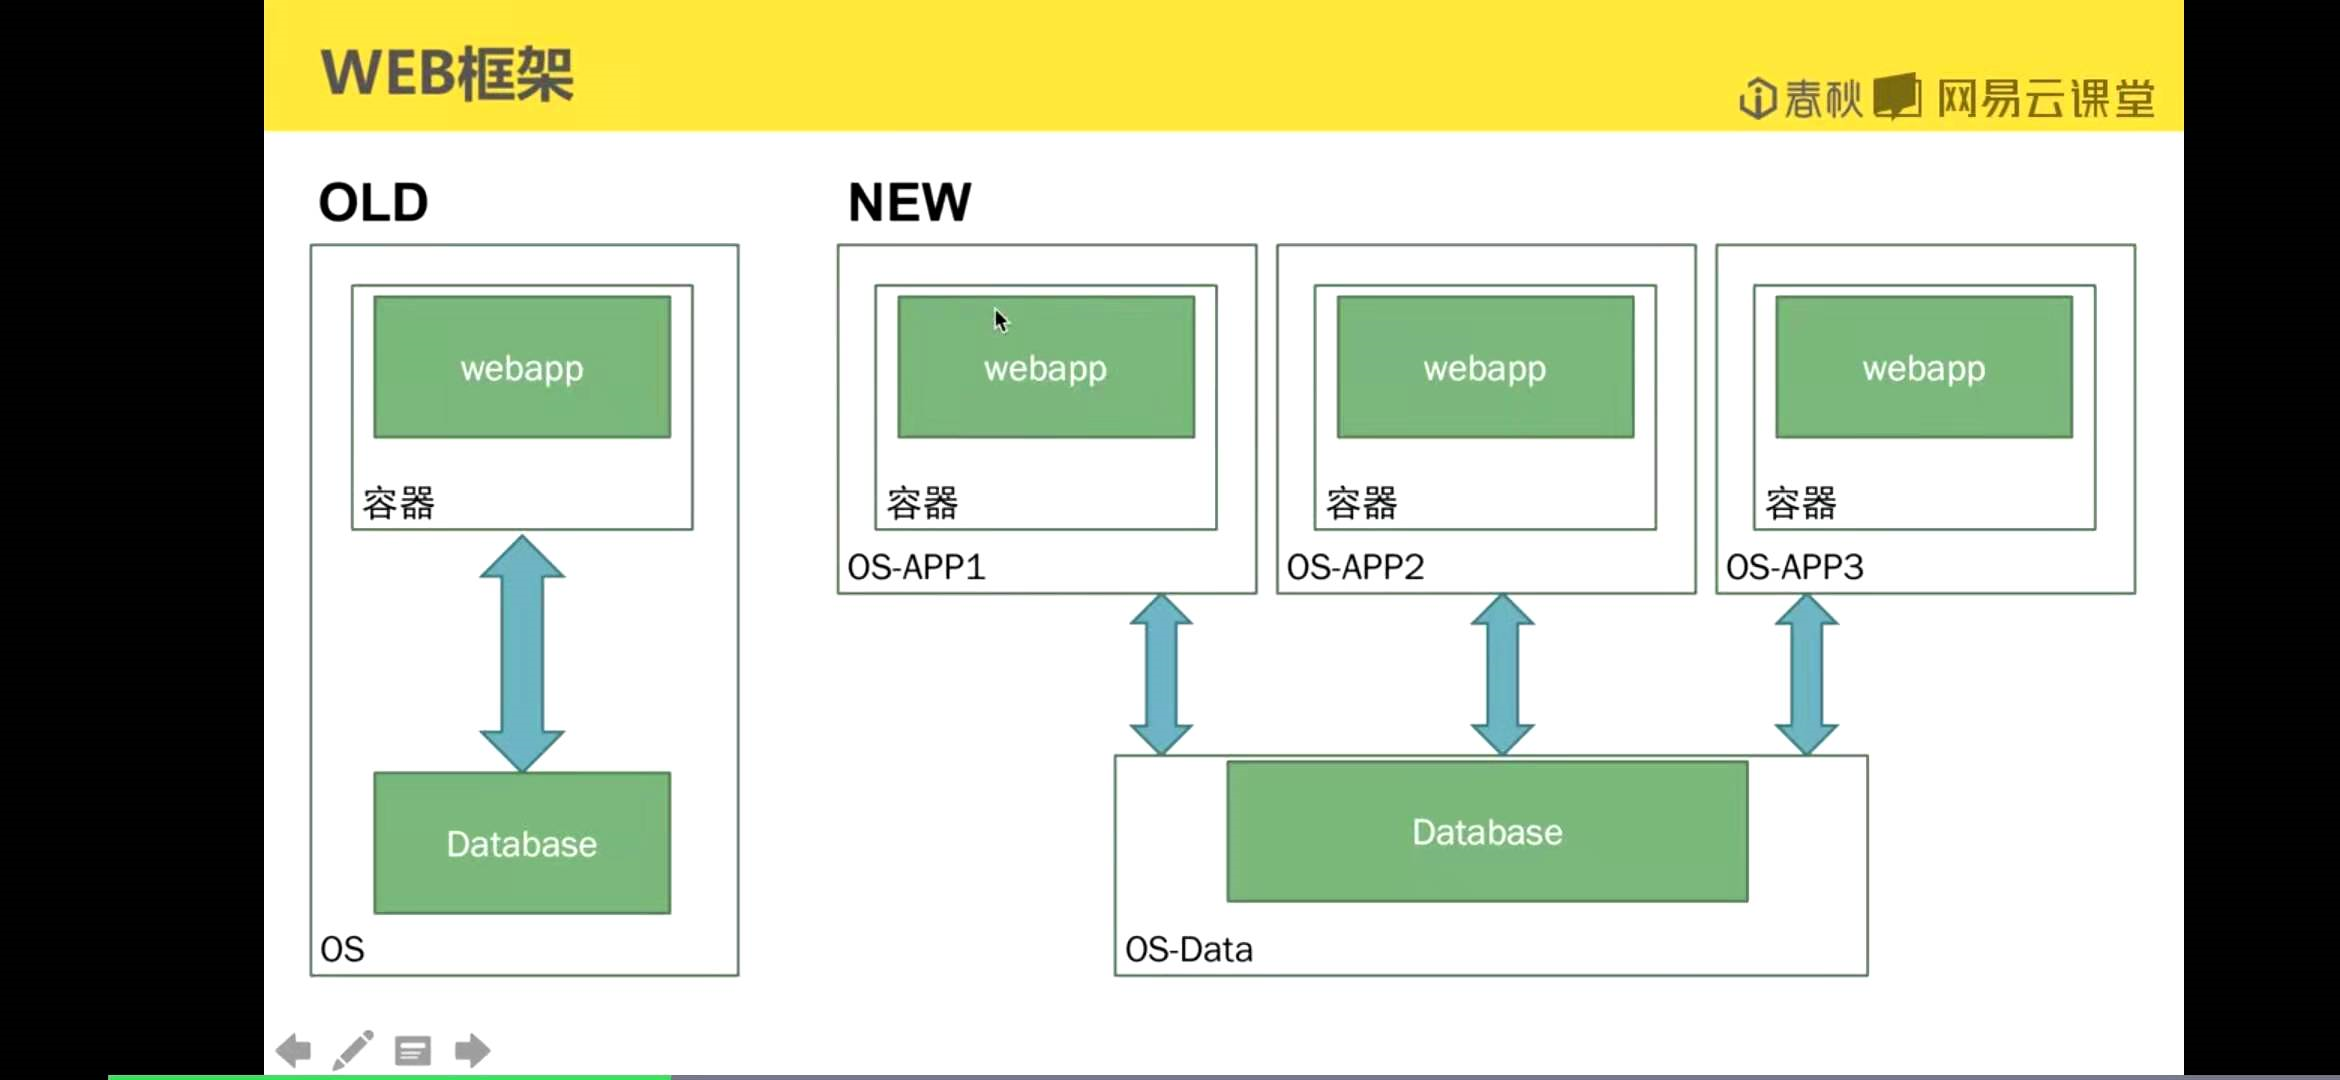 WEB框架
春秋 网易云课堂
OLD
NEW
webapp
容器
Database
OS
webapp
容器
OS-APP1
webapp
容器
OS-APP2
webapp
容器
OS-APP3
Database
OS-Data